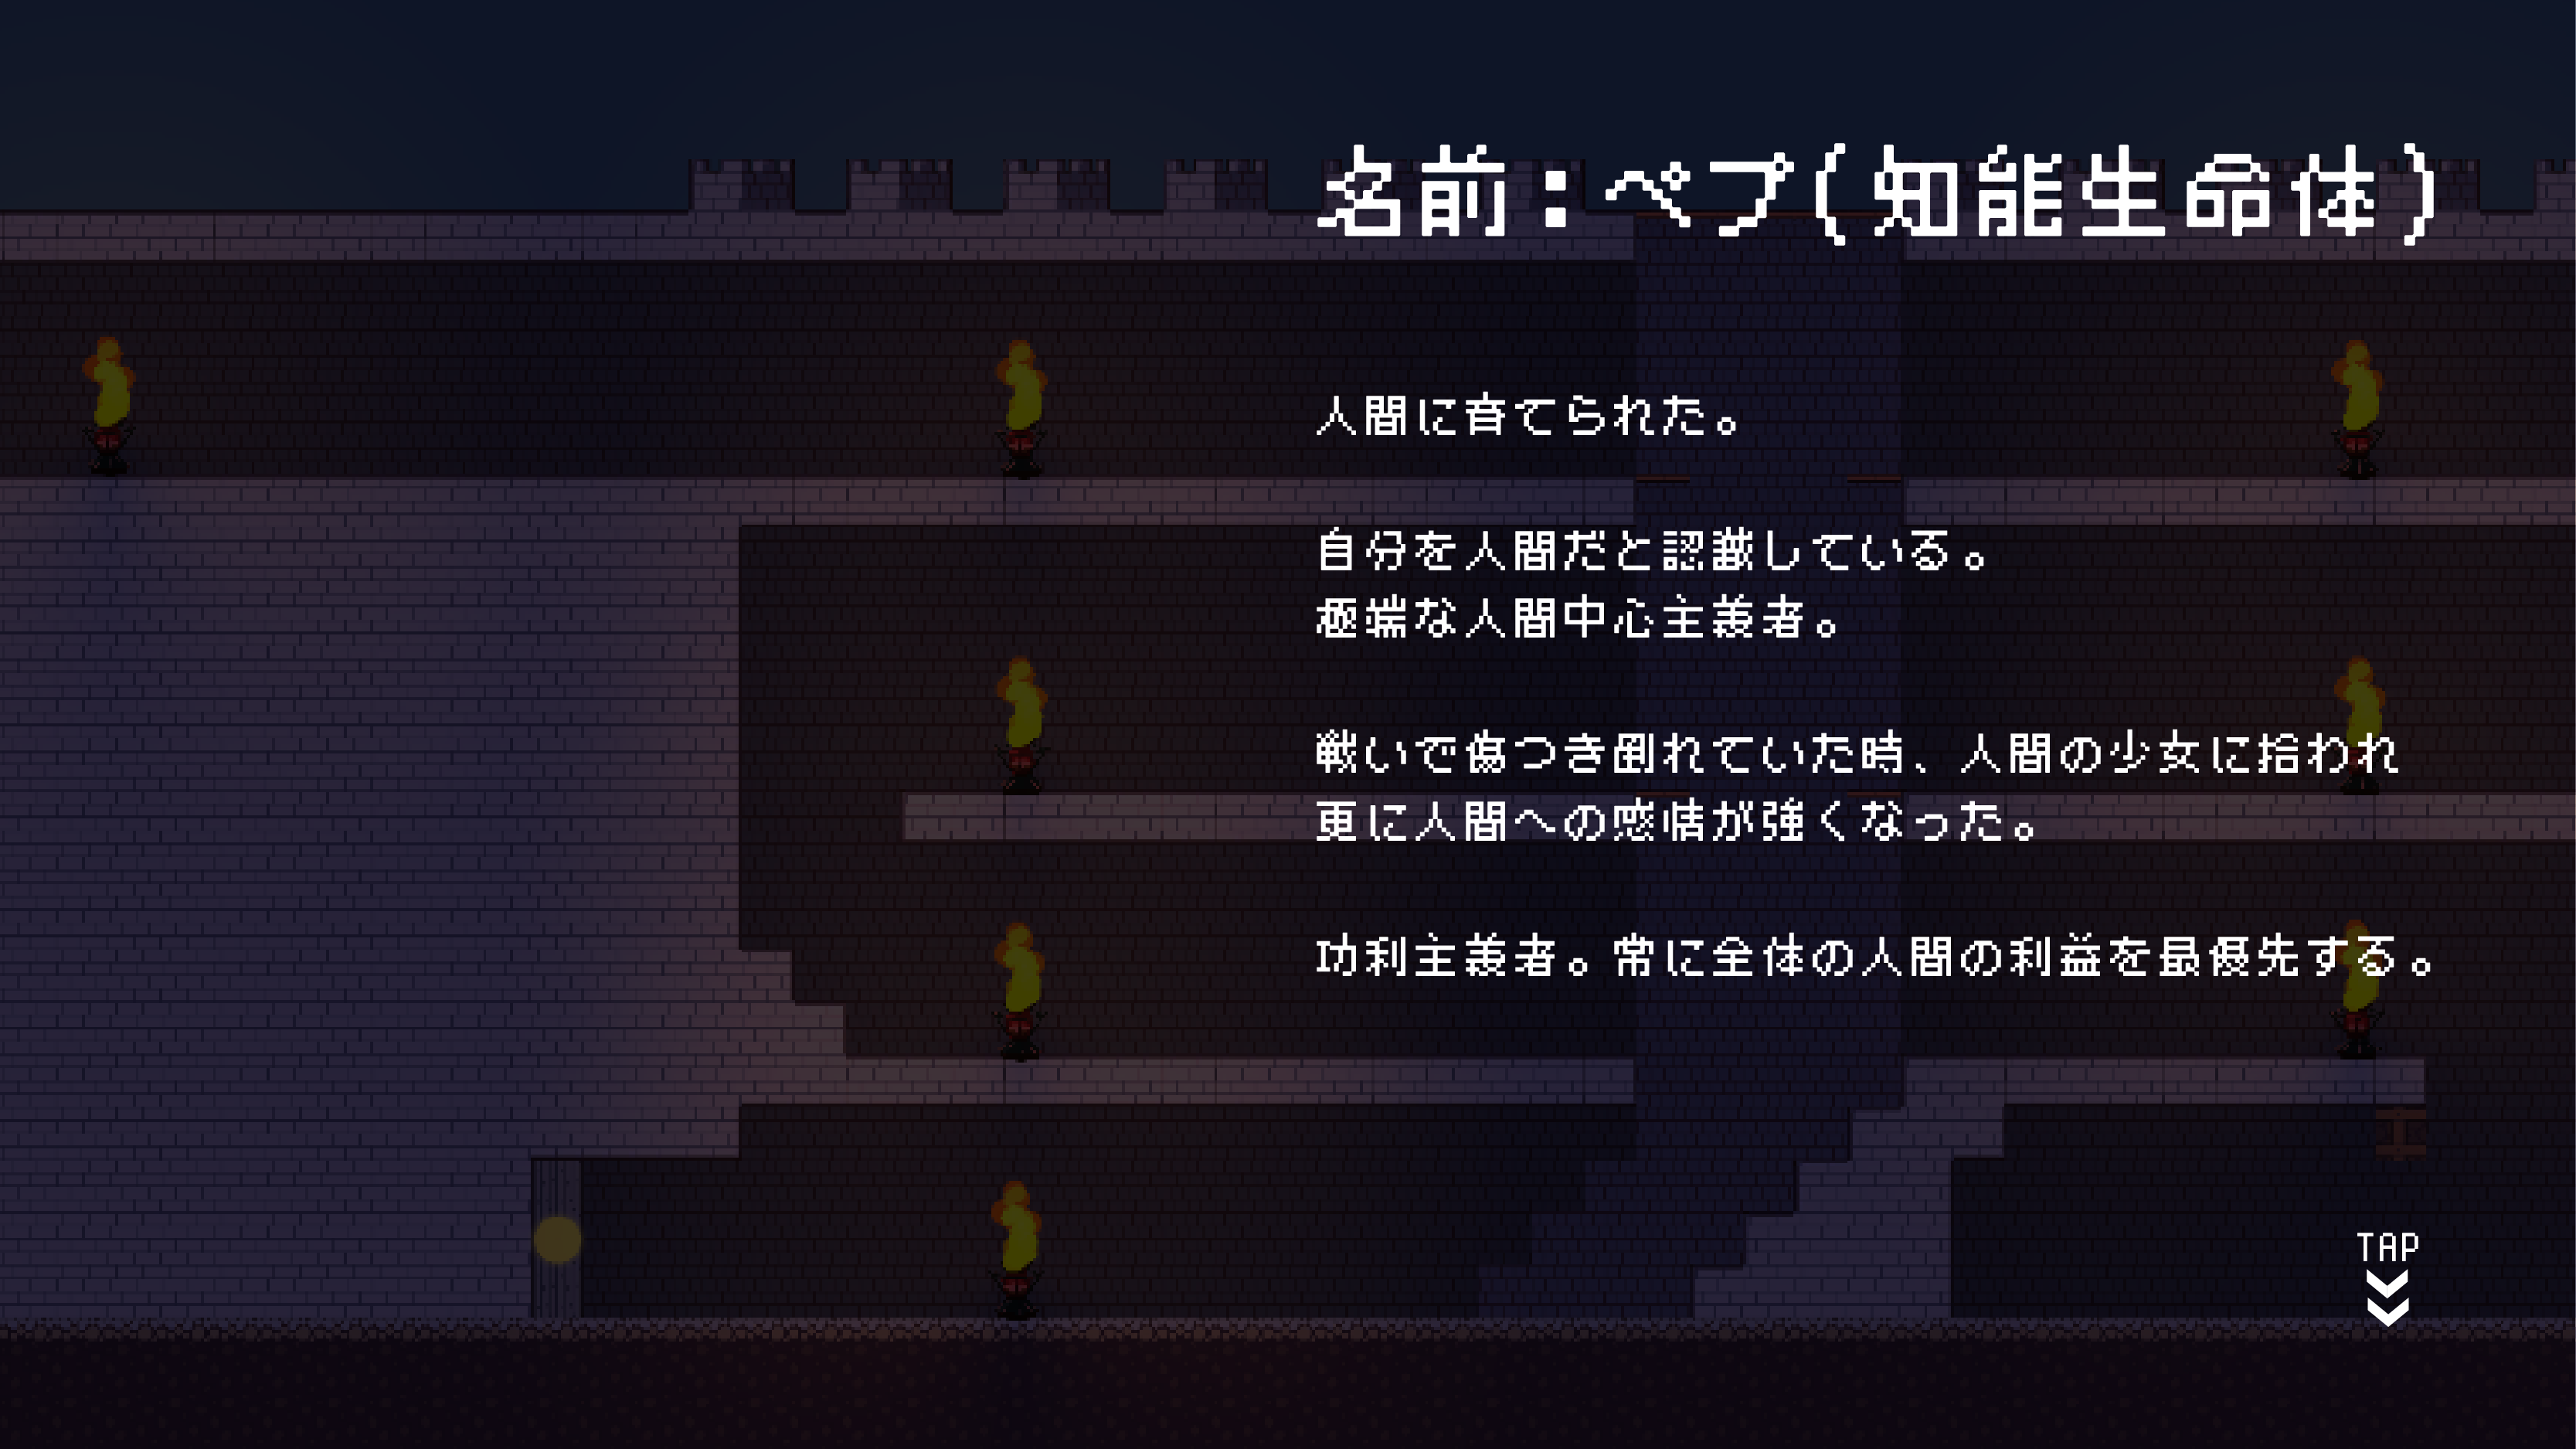 名前:ペプ(知能生命体)
人間に育てられた。
自分を人間だと認識している。
極端な人間中心主義者。
戦いで傷つき倒れていた時、人間の少女に拾われ
更に人間への感情が強くなった。
功利主義者。常に全体の人間の利益を最優先する。
TAP